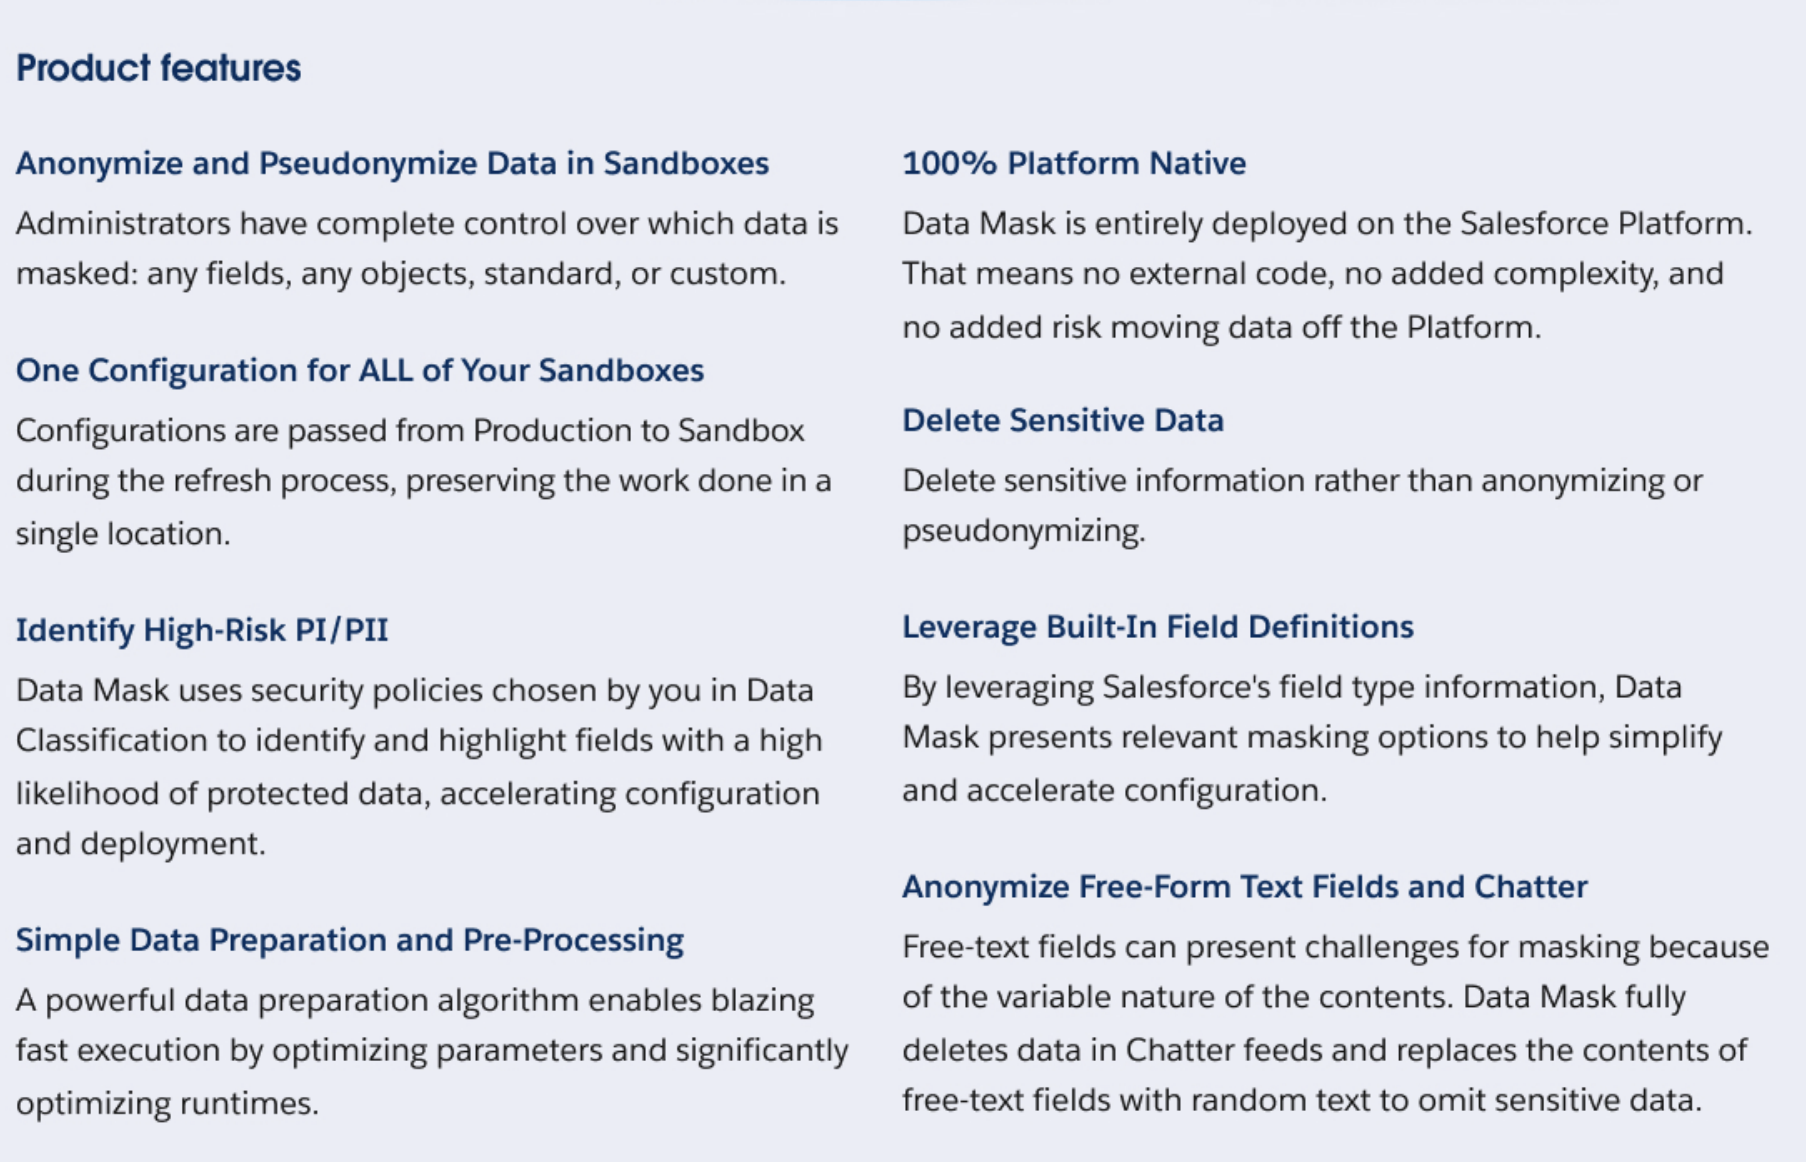 Product features
Anonymize and Pseudonymize Data in Sandboxes
Administrators have complete control over which data is
masked: any fields, any objects, standard, or custom.
One Configuration for ALL of Your Sandboxes
Configurations are passed from Production to Sandbox
during the refresh process, preserving the work done in a
single location.
Identify High-Risk PI/PII
Data Mask uses security policies chosen by you in Data
Classification to identify and highlight fields with a high
likelihood of protected data, accelerating configuration
and deployment.
Simple Data Preparation and Pre-Processing
A powerful data preparation algorithm enables blazing
fast execution by optimizing parameters and significantly
optimizing runtimes.
100% Platform Native
Data Mask is entirely deployed on the Salesforce Platform.
That means no external code, no added complexity, and
no added risk moving data off the Platform.
Delete Sensitive Data
Delete sensitive information rather than anonymizing or
pseudonymizing.
Leverage Built-In Field Definitions
By leveraging Salesforce's field type information, Data
Mask presents relevant masking options to help simplify
and accelerate configuration.
Anonymize Free-Form Text Fields and Chatter
Free-text fields can present challenges for masking because
of the variable nature of the contents. Data Mask fully
deletes data in Chatter feeds and replaces the contents of
free-text fields with random text to omit sensitive data.